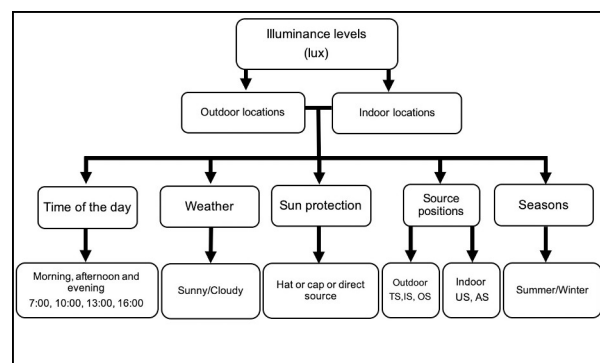 Illuminance levels
(lux)
Outdoor locations
Indoor locations
Time of the day
Weather
Sun protection
Source
positions
Seasons
Morning, afternoon and
evening
7:00, 10:00, 13:00, 16:00
Sunny/Cloudy
Hat or cap or direct
source
Outdoor
TS,IS, OS
Indoor
US, AS
Summer/Winter